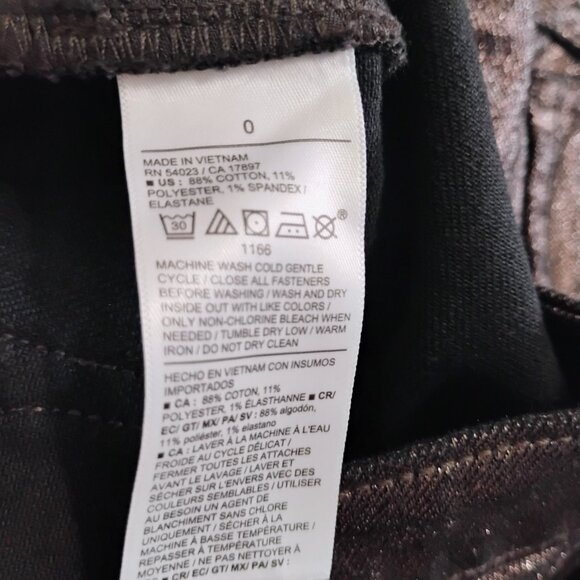 0
MADE IN VIETNAM
RN 54023 / CA 17897
■ US : 88% COTTON, 11%
POLYESTER, 1% SPANDEX /
ELASTANE
30 ®
1166
MACHINE WASH COLD GENTLE
CYCLE / CLOSE ALL FASTENERS
BEFORE WASHING / WASH AND DRY
INSIDE OUT WITH LIKE COLORS /
ONLY NON-CHLORINE BLEACH WHEN
NEEDED / TUMBLE DRY LOW / WARM
IRON / DO NOT DRY CLEAN
HECHO EN VIETNAM CON INSUMOS
IMPORTADOS
■ CA : 88% COTON, 11%
POLYESTER, 1% ÉLASTHANNE ■ CR/
EC/ GT/ MX/ PA/ SV : 88% algodón,
11% poliéster, 1% elastano
■ CA : LAVER À LA MACHINE À L'EAU
FROIDE AU CYCLE DÉLICAT /
FERMER TOUTES LES ATTACHES
AVANT LE LAVAGE / LAVER ET
SÉCHER SUR L'ENVERS AVEC DES
COULEURS SEMBLABLES / UTILISER
AU BESOIN UN AGENT DE
BLANCHIMENT SANS CHLORE
UNIQUEMENT / SÉCHER À LA
MACHINE À BASSE TEMPÉRATURE /
REPASSER À TEMPÉRATURE
MOYENNE / NE PAS NETTOYER À
■ CR/ EC/ GT/ MX/ PA/ SV